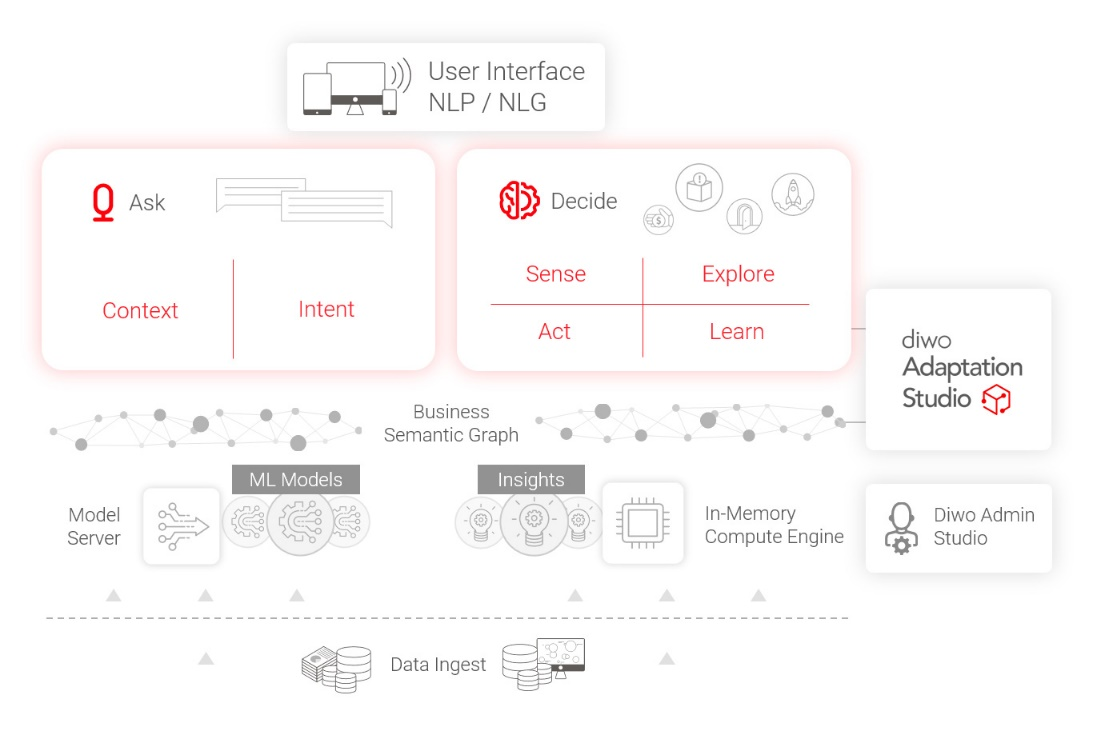 User Interface
NLP / NLG
Ask
Decide
Context
Intent
Sense
Explore
Act
Learn
diwo
Adaptation
Studio
Business
Semantic Graph
ML Models
Insights
Model
Server
In-Memory
Compute Engine
Diwo Admin
Studio
Data Ingest